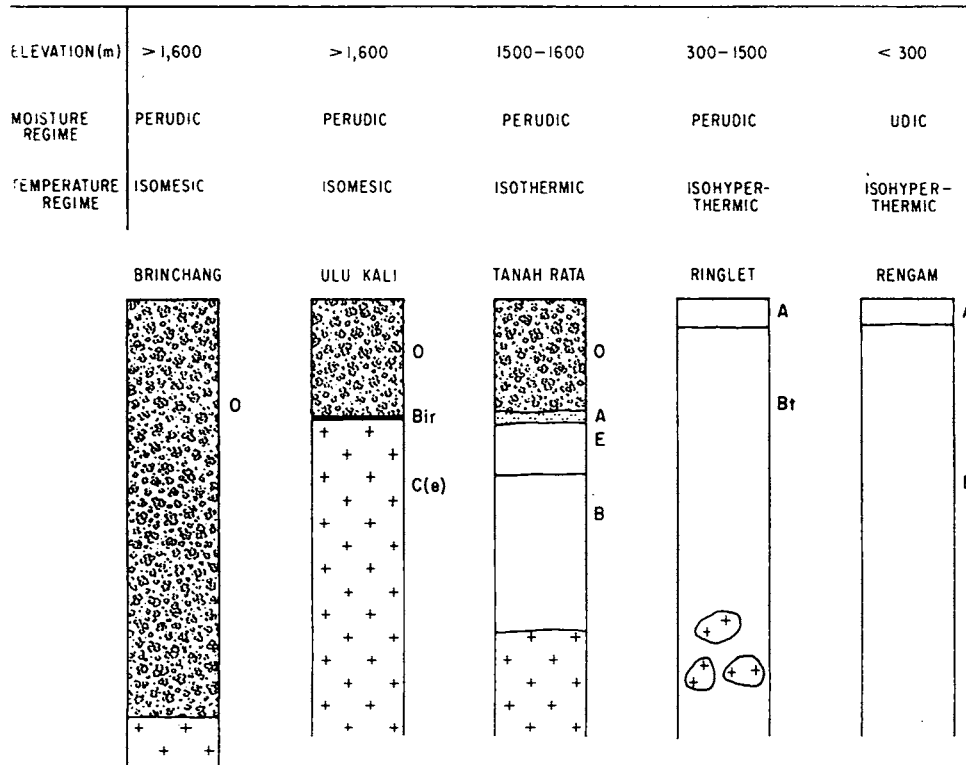 ELEVATION(m) >1,600 >1,600 1500-1600 300-1500 < 300
MOISTURE PERUDIC PERUDIC PERUDIC PERUDIC UDIC
REGIME
TEMPERATURE ISOMESIC ISOMESIC ISOTHERMIC ISOHYPER- ISOHYPER-
REGIME THERMIC THERMIC
BRINCHANG ULU KALI TANAH RATA RINGLET RENGAM
A
O O
Bt
O Bir A
E
C(e)
B